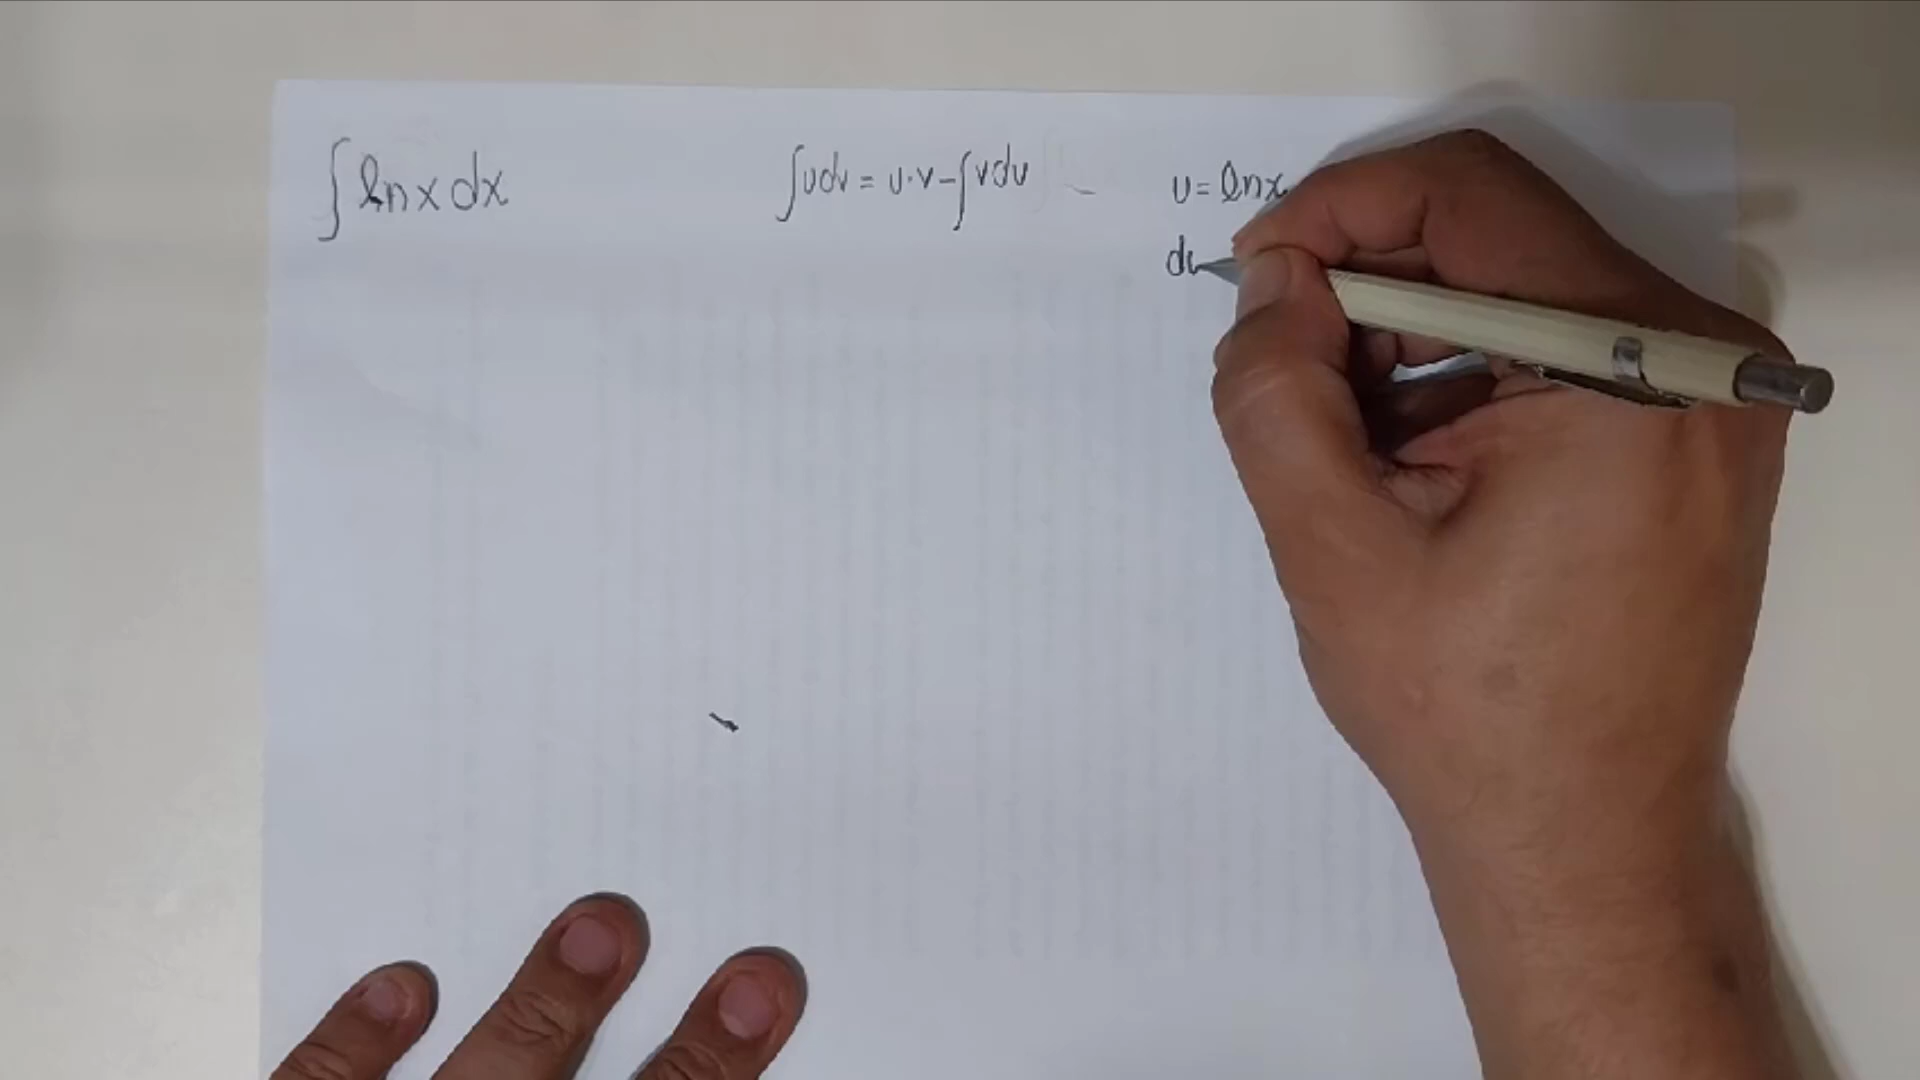 ∫ ln x dx
∫ u dv = u · v − ∫ v du
u = ln x
du